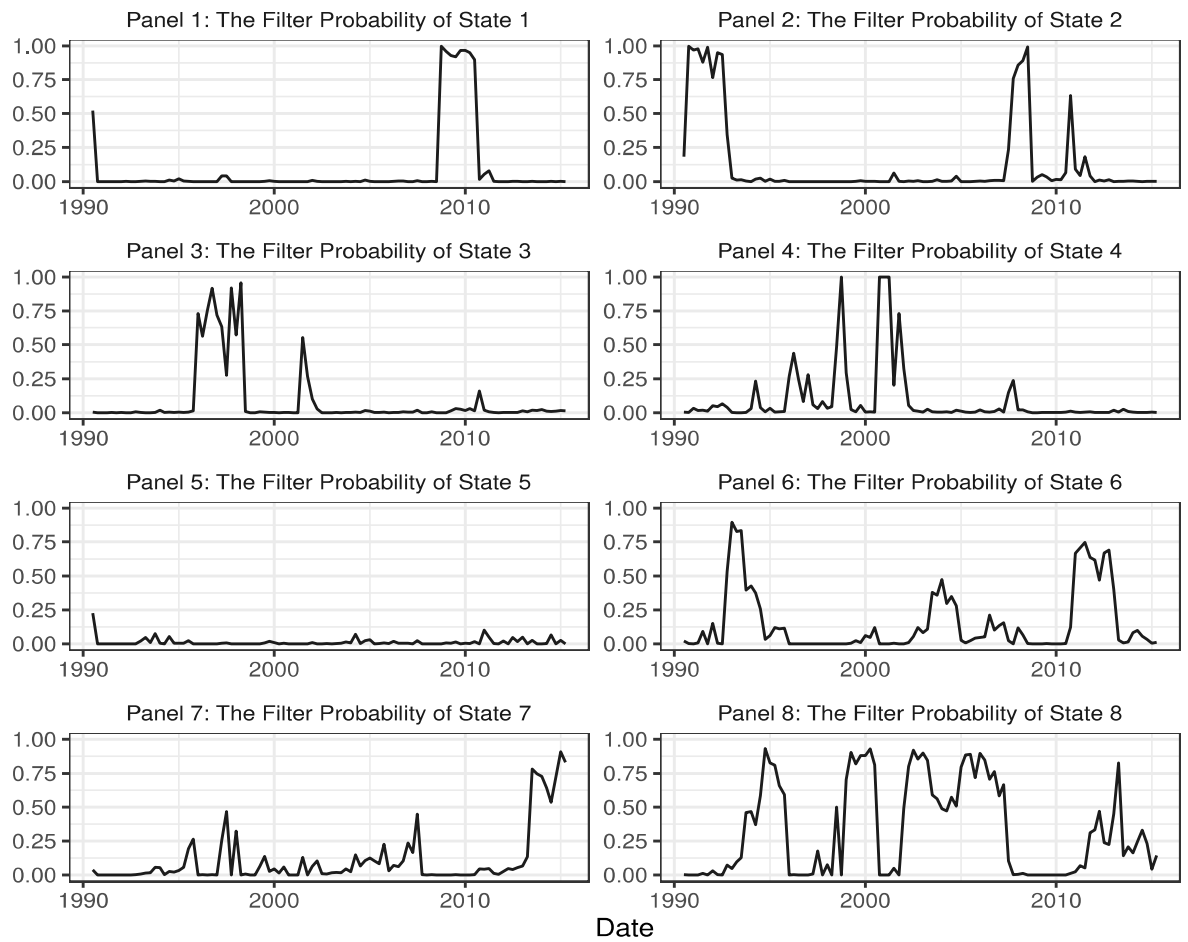 Panel 1: The Filter Probability of State 1
Panel 2: The Filter Probability of State 2
1.00
0.75
0.50
0.25
0.00
1990 2000 2010
1.00
0.75
0.50
0.25
0.00
1990 2000 2010
Panel 3: The Filter Probability of State 3
Panel 4: The Filter Probability of State 4
1.00
0.75
0.50
0.25
0.00
1990 2000 2010
1.00
0.75
0.50
0.25
0.00
1990 2000 2010
Panel 5: The Filter Probability of State 5
Panel 6: The Filter Probability of State 6
1.00
0.75
0.50
0.25
0.00
1990 2000 2010
1.00
0.75
0.50
0.25
0.00
1990 2000 2010
Panel 7: The Filter Probability of State 7
Panel 8: The Filter Probability of State 8
1.00
0.75
0.50
0.25
0.00
1990 2000 2010
1.00
0.75
0.50
0.25
0.00
1990 2000 2010
Date